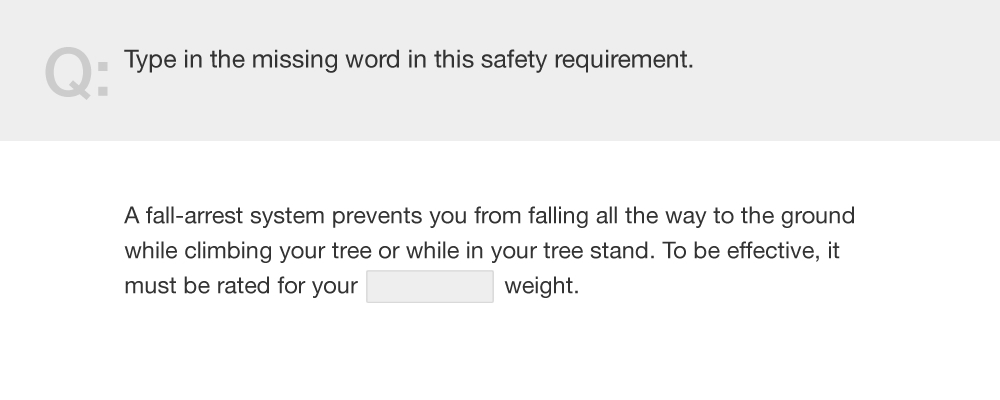 Q: Type in the missing word in this safety requirement.
A fall-arrest system prevents you from falling all the way to the ground
while climbing your tree or while in your tree stand. To be effective, it
must be rated for your weight.